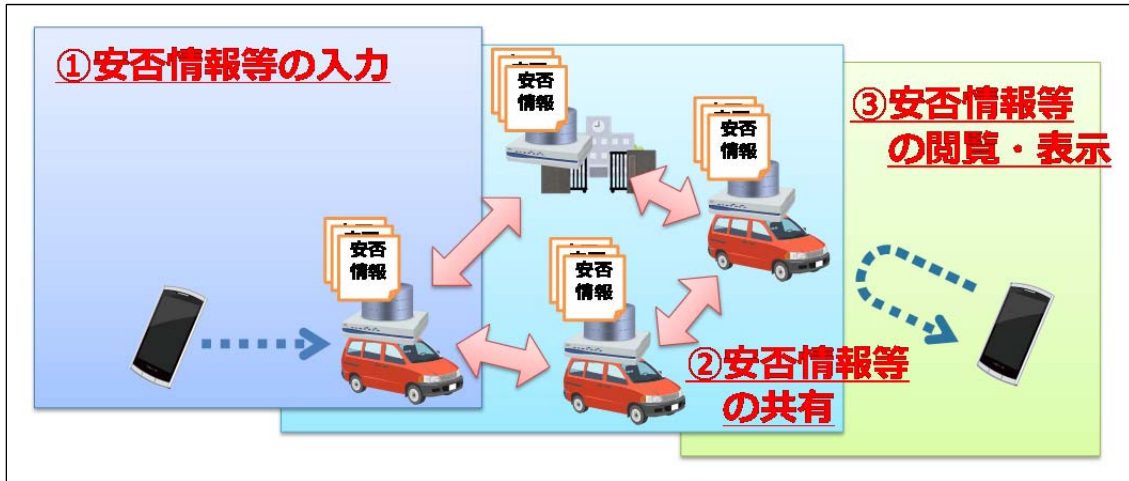 ①安否情報等の入力
安否
情報
安否
情報
③安否情報等
の閲覧・表示
安否
情報
安否
情報
②安否情報等
の共有